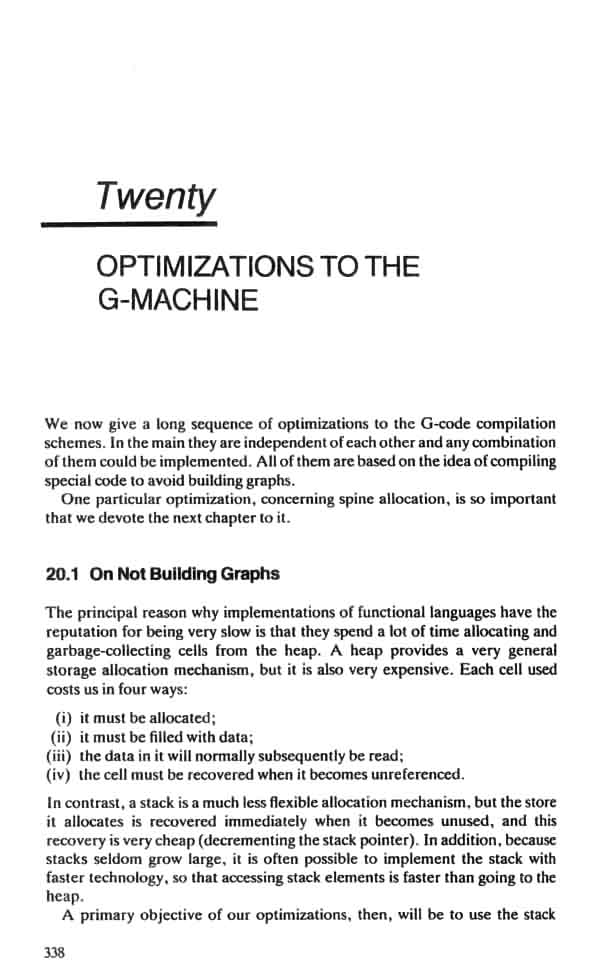 Twenty
OPTIMIZATIONS TO THE
G-MACHINE
We now give a long sequence of optimizations to the G-code compilation
schemes. In the main they are independent of each other and any combination
of them could be implemented. All of them are based on the idea of compiling
special code to avoid building graphs.
One particular optimization, concerning spine allocation, is so important
that we devote the next chapter to it.
20.1 On Not Building Graphs
The principal reason why implementations of functional languages have the
reputation for being very slow is that they spend a lot of time allocating and
garbage-collecting cells from the heap. A heap provides a very general
storage allocation mechanism, but it is also very expensive. Each cell used
costs us in four ways:
(i) it must be allocated;
(ii) it must be filled with data;
(iii) the data in it will normally subsequently be read;
(iv) the cell must be recovered when it becomes unreferenced.
In contrast, a stack is a much less flexible allocation mechanism, but the store
it allocates is recovered immediately when it becomes unused, and this
recovery is very cheap (decrementing the stack pointer). In addition, because
stacks seldom grow large, it is often possible to implement the stack with
faster technology, so that accessing stack elements is faster than going to the
heap.
A primary objective of our optimizations, then, will be to use the stack
338